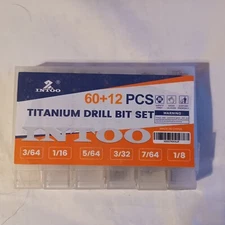 INTOO
60+12 PCS
TITANIUM DRILL BIT SET
WARNING
INTOO
3/64 1/16 5/64 3/32 7/64 1/8